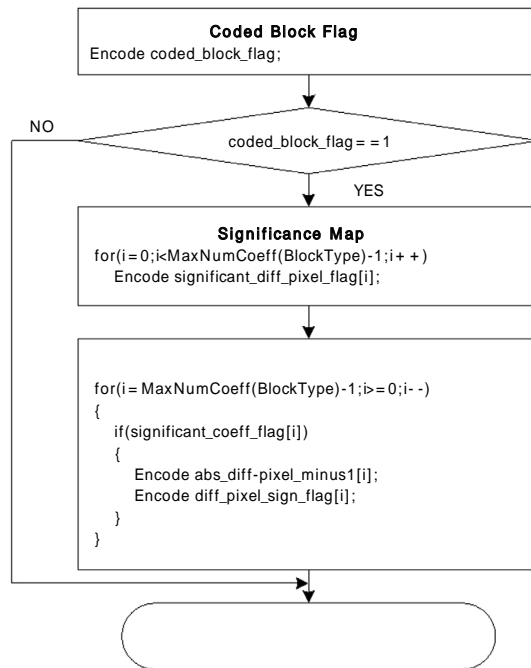 Coded Block Flag
Encode coded_block_flag;
coded_block_flag==1
NO
YES
Significance Map
for(i=0;i<MaxNumCoeff(BlockType)-1;i++)
Encode significant_diff_pixel_flag[i];
for(i=MaxNumCoeff(BlockType)-1;i>=0;i--)
{
if(significant_coeff_flag[i])
{
Encode abs_diff-pixel_minus1[i];
Encode diff_pixel_sign_flag[i];
}
}